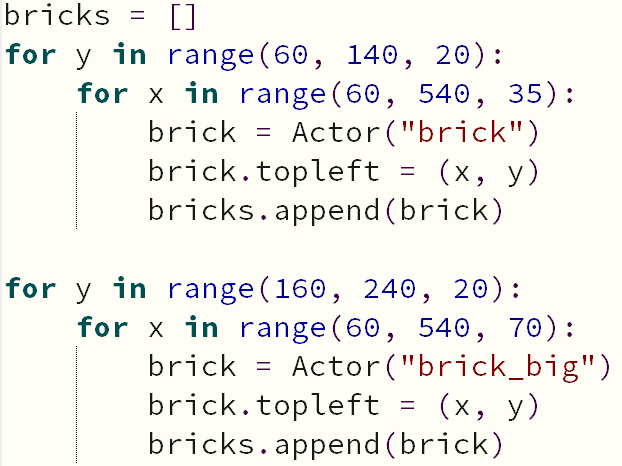 bricks = []
for y in range(60, 140, 20):
    for x in range(60, 540, 35):
        brick = Actor("brick")
        brick.topleft = (x, y)
        bricks.append(brick)

for y in range(160, 240, 20):
    for x in range(60, 540, 70):
        brick = Actor("brick_big")
        brick.topleft = (x, y)
        bricks.append(brick)